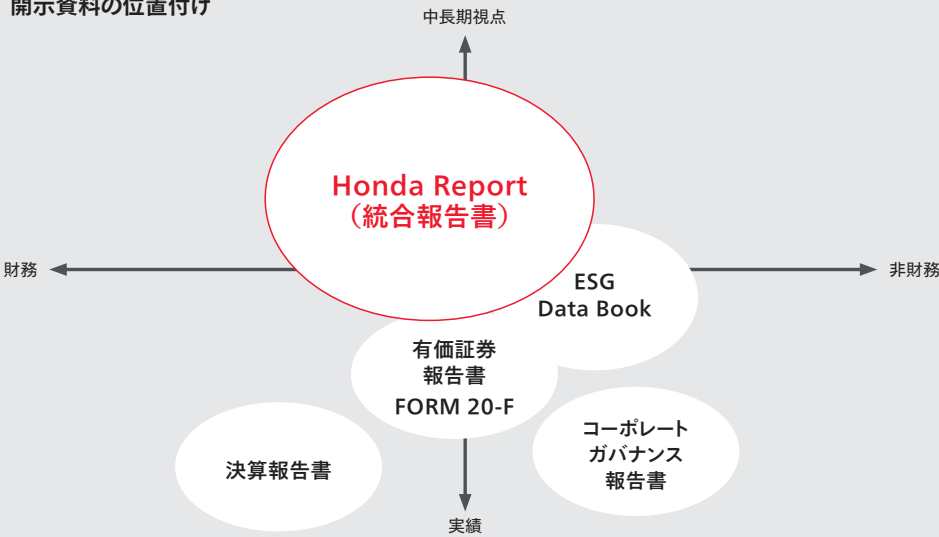 開示資料の位置付け
中長期視点
Honda Report
（統合報告書）
財務
非財務
ESG
Data Book
有価証券
報告書
FORM 20-F
コーポレート
ガバナンス
報告書
決算報告書
実績